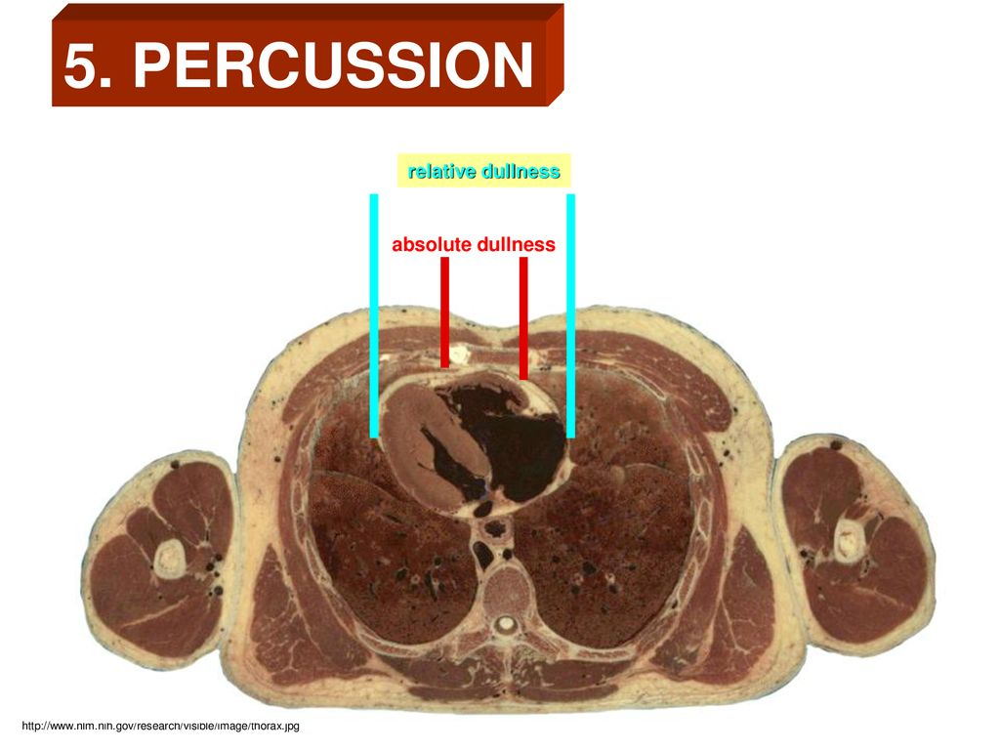 5. PERCUSSION
relative dullness
absolute dullness
http://www.nlm.nih.gov/research/visible/image/thorax.jpg